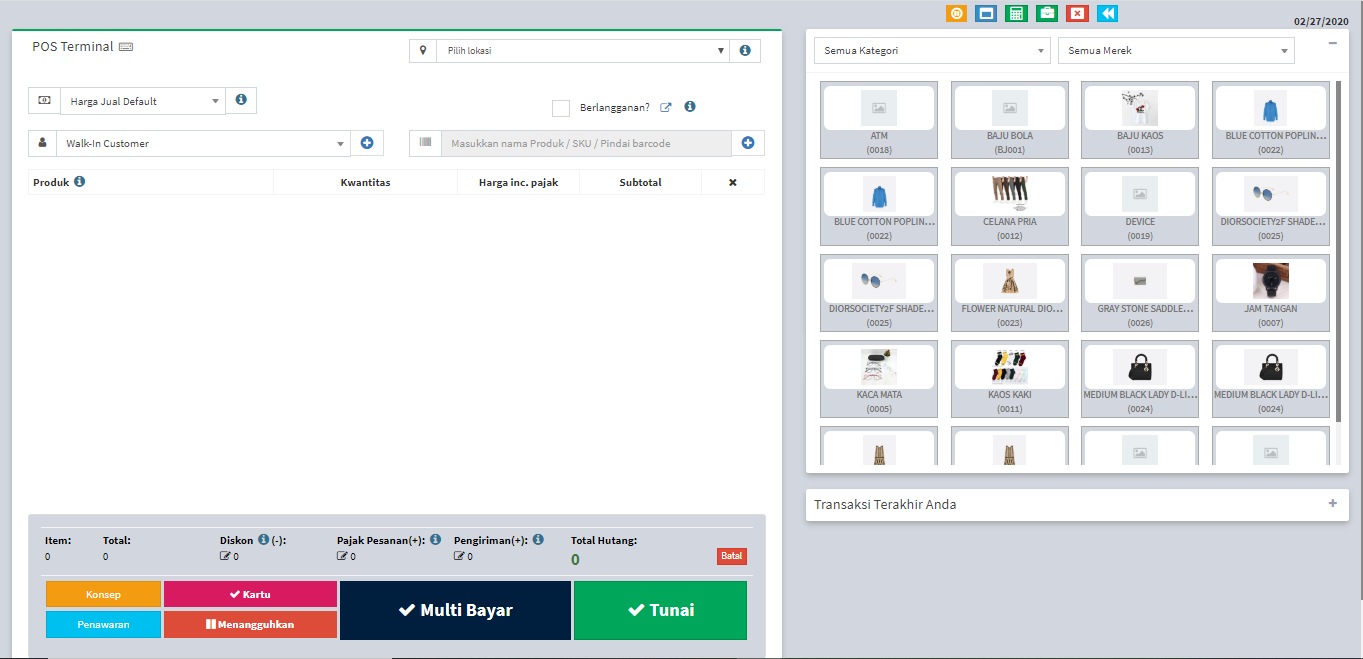 02/27/2020
POS Terminal
Pilih lokasi
Harga Jual Default
Berlangganan?
Walk-In Customer
Masukkan nama Produk / SKU / Pindai barcode
Produk Kwantitas Harga inc. pajak Subtotal
Item: Total: Diskon (-): Pajak Pesanan(+): Pengiriman(+): Total Hutang:
0 0 0 0 0 0
Batal
Konsep Kartu Multi Bayar Tunai
Penawaran Menangguhkan
Semua Kategori Semua Merek
ATM BAJU BOLA BAJU KAOS BLUE COTTON POPLIN...
(0018) (BJ001) (0013) (0022)
BLUE COTTON POPLIN... CELANA PRIA DEVICE DIORSOCIETY2F SHADE...
(0022) (0012) (0019) (0025)
DIORSOCIETY2F SHADE... FLOWER NATURAL DIO... GRAY STONE SADDLE... JAM TANGAN
(0025) (0023) (0026) (0007)
KACA MATA KAOS KAKI MEDIUM BLACK LADY D-LI... MEDIUM BLACK LADY D-LI...
(0005) (0011) (0024) (0024)
Transaksi Terakhir Anda